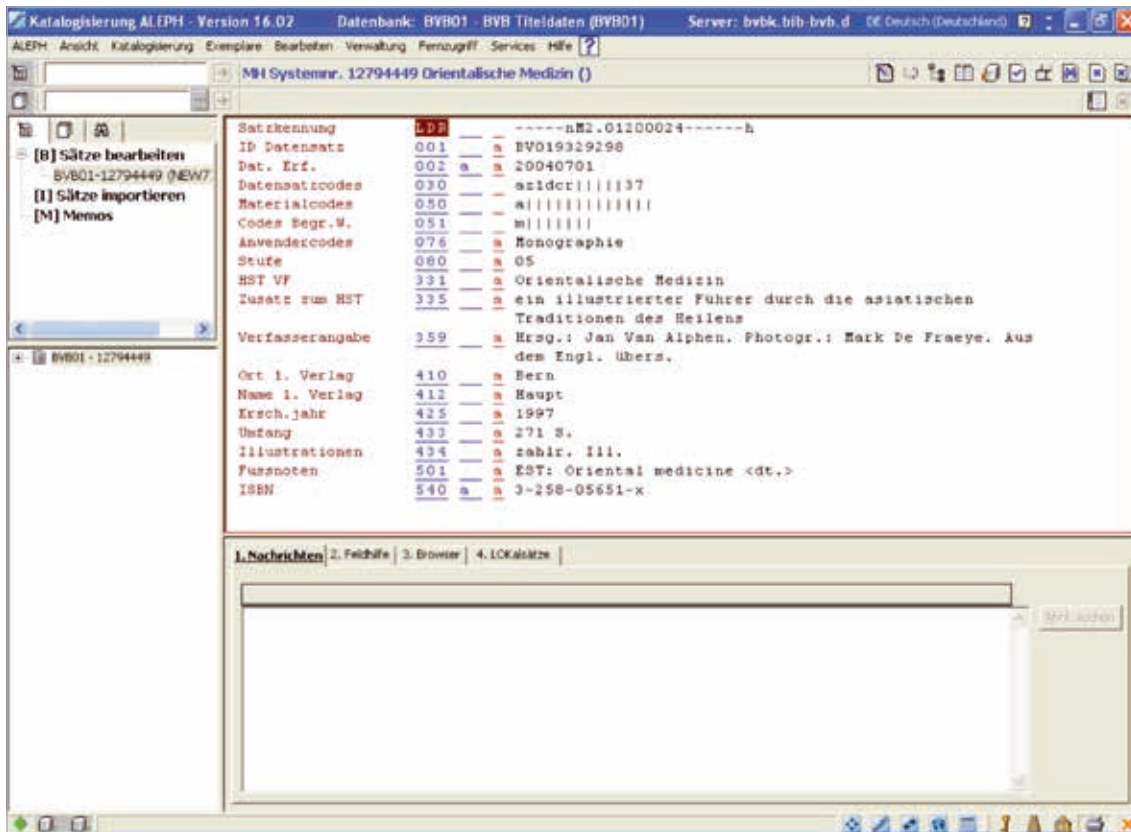 Katalogisierung ALEPH - Version 16.02 Datenbank: BVB01 - BVB Titeldaten (BVB01) Server: bvbk.bib-bvb.d DE Deutsch (Deutschland) ?
ALEPH Ansicht Katalogisierung Exemplare Bearbeiten Verwaltung Fernzugriff Services Hilfe ?
MH Systemnr. 12794449 Orientalische Medizin ()
[B] Sätze bearbeiten
BVB01-12794449 (NEW7
[I] Sätze importieren
[M] Memos
BVB01 - 12794449
Satzkennung LDR -----nM2.01200024------h
ID Datensatz 001 a BV019329298
Dat. Erf. 002 a a 20040701
Datensatzcodes 030 az1dcr|||||37
Materialcodes 050 a|||||||||||||
Codes Begr.W. 051 m|||||||
Anwendercodes 076 a Monographie
Stufe 080 a 05
HST VF 331 a Orientalische Medizin
Zusatz zum HST 335 a ein illustrierter Führer durch die asiatischen
Traditionen des Heilens
Verfasserangabe 359 a Hrsg.: Jan Van Alphen. Photogr.: Mark De Fraeye. Aus
dem Engl. übers.
Ort 1. Verlag 410 a Bern
Name 1. Verlag 412 a Haupt
Ersch.jahr 425 a 1997
Umfang 433 a 271 S.
Illustrationen 434 a zahlr. Ill.
Fussnoten 501 a EST: Oriental medicine <dt.>
ISBN 540 a a 3-258-05651-x
1. Nachrichten 2. Feldhilfe 3. Browser 4. LOKalsätze